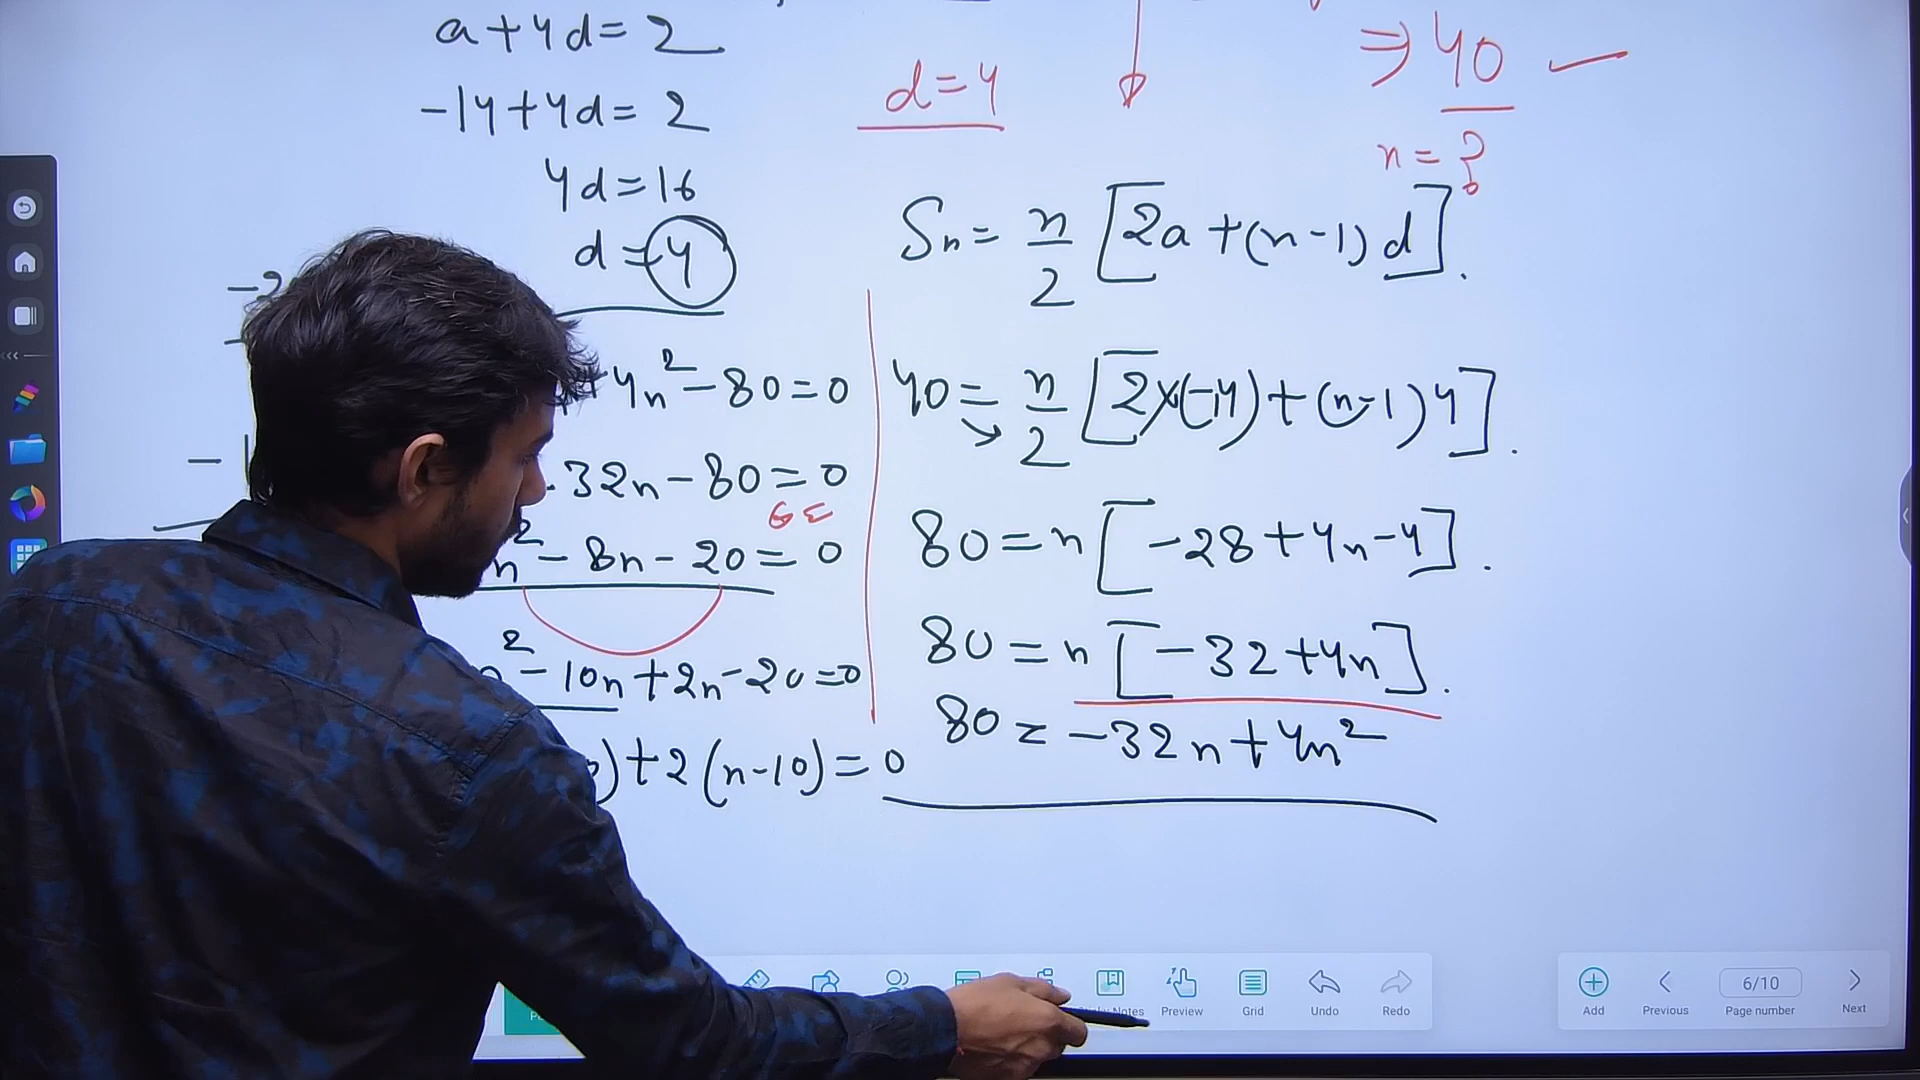 a+4d=2
-14+4d=2
4d=16
d=4
d=4
⇒ 40
n=?
Sn = n/2 [2a+(n-1)d].
40 = n/2 [2×(-14)+(n-1)4].
80=n[-28+4n-4].
80=n[-32+4n].
80=-32n+4n²
+4n²-80=0
32n-80=0
n²-8n-20=0
n²-10n+2n-20=0
)+2(n-10)=0
Preview
Grid
Undo
Redo
Add
Previous
6/10
Page number
Next
Notes